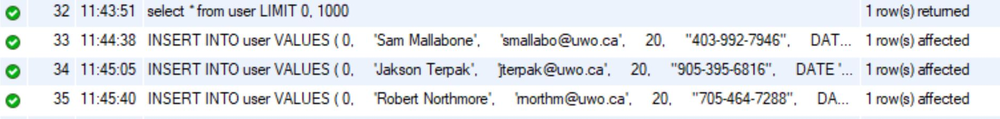 32 11:43:51 select * from user LIMIT 0, 1000 1 row(s) returned
33 11:44:38 INSERT INTO user VALUES ( 0, 'Sam Mallabone', 'smallabo@uwo.ca', 20, "403-992-7946", DAT... 1 row(s) affected
34 11:45:05 INSERT INTO user VALUES ( 0, 'Jakson Terpak', 'jterpak@uwo.ca', 20, "905-395-6816", DATE '... 1 row(s) affected
35 11:45:40 INSERT INTO user VALUES ( 0, 'Robert Northmore', 'rnorthm@uwo.ca', 20, "705-464-7288", DA... 1 row(s) affected